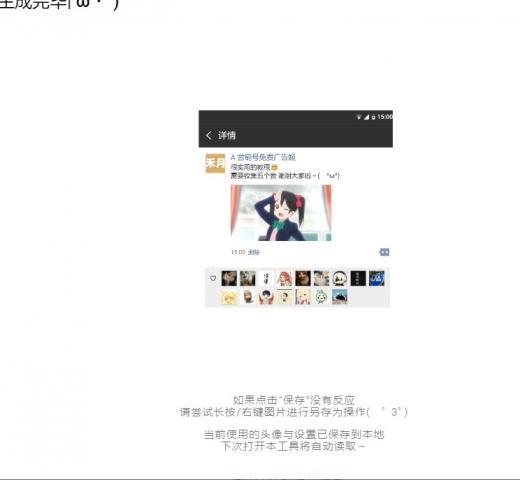 生成完毕(´ω｀*)
15:00
详情
禾月
A 营销号免费广告姬
很实用的教程😊
需要收集五个赞 谢谢大家啦~( ^ω^)
15:00 删除
如果点击"保存"没有反应
请尝试长按/右键图片进行另存为操作( ﾟ 3ﾟ)
当前使用的头像与设置已保存到本地
下次打开本工具将自动读取~